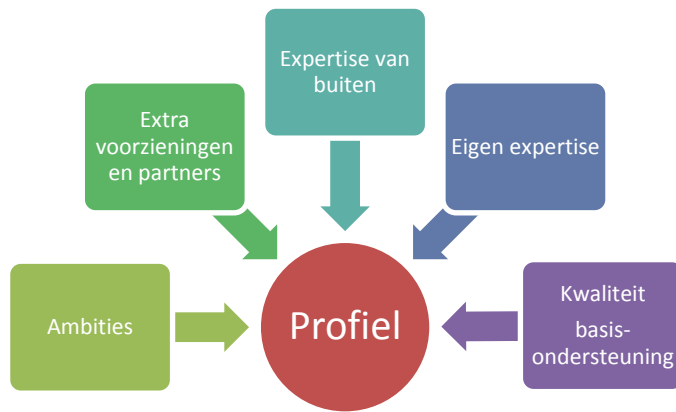 Expertise van
buiten
Extra
voorzieningen
en partners
Eigen expertise
Ambities
Profiel
Kwaliteit
basis-
ondersteuning